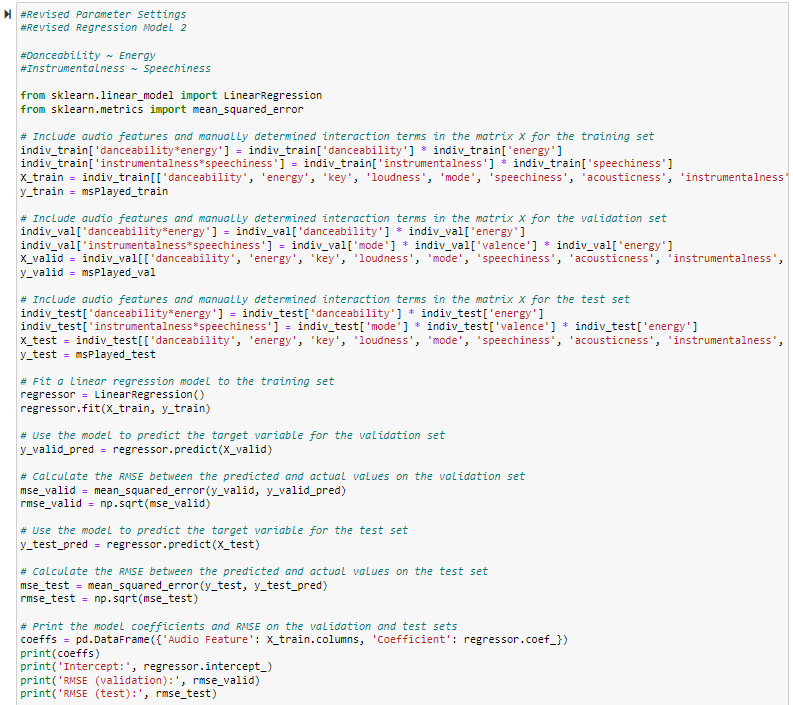 #Revised Parameter Settings
#Revised Regression Model 2
#Danceability ~ Energy
#Instrumentalness ~ Speechiness
from sklearn.linear_model import LinearRegression
from sklearn.metrics import mean_squared_error
# Include audio features and manually determined interaction terms in the matrix X for the training set
indiv_train['danceability*energy'] = indiv_train['danceability'] * indiv_train['energy']
indiv_train['instrumentalness*speechiness'] = indiv_train['instrumentalness'] * indiv_train['speechiness']
X_train = indiv_train[['danceability', 'energy', 'key', 'loudness', 'mode', 'speechiness', 'acousticness', 'instrumentalness'
y_train = msPlayed_train
# Include audio features and manually determined interaction terms in the matrix X for the validation set
indiv_val['danceability*energy'] = indiv_val['danceability'] * indiv_val['energy']
indiv_val['instrumentalness*speechiness'] = indiv_val['mode'] * indiv_val['valence'] * indiv_val['energy']
X_valid = indiv_val[['danceability', 'energy', 'key', 'loudness', 'mode', 'speechiness', 'acousticness', 'instrumentalness',
y_valid = msPlayed_val
# Include audio features and manually determined interaction terms in the matrix X for the test set
indiv_test['danceability*energy'] = indiv_test['danceability'] * indiv_test['energy']
indiv_test['instrumentalness*speechiness'] = indiv_test['mode'] * indiv_test['valence'] * indiv_test['energy']
X_test = indiv_test[['danceability', 'energy', 'key', 'loudness', 'mode', 'speechiness', 'acousticness', 'instrumentalness',
y_test = msPlayed_test
# Fit a linear regression model to the training set
regressor = LinearRegression()
regressor.fit(X_train, y_train)
# Use the model to predict the target variable for the validation set
y_valid_pred = regressor.predict(X_valid)
# Calculate the RMSE between the predicted and actual values on the validation set
mse_valid = mean_squared_error(y_valid, y_valid_pred)
rmse_valid = np.sqrt(mse_valid)
# Use the model to predict the target variable for the test set
y_test_pred = regressor.predict(X_test)
# Calculate the RMSE between the predicted and actual values on the test set
mse_test = mean_squared_error(y_test, y_test_pred)
rmse_test = np.sqrt(mse_test)
# Print the model coefficients and RMSE on the validation and test sets
coeffs = pd.DataFrame({'Audio Feature': X_train.columns, 'Coefficient': regressor.coef_})
print(coeffs)
print('Intercept:', regressor.intercept_)
print('RMSE (validation):', rmse_valid)
print('RMSE (test):', rmse_test)